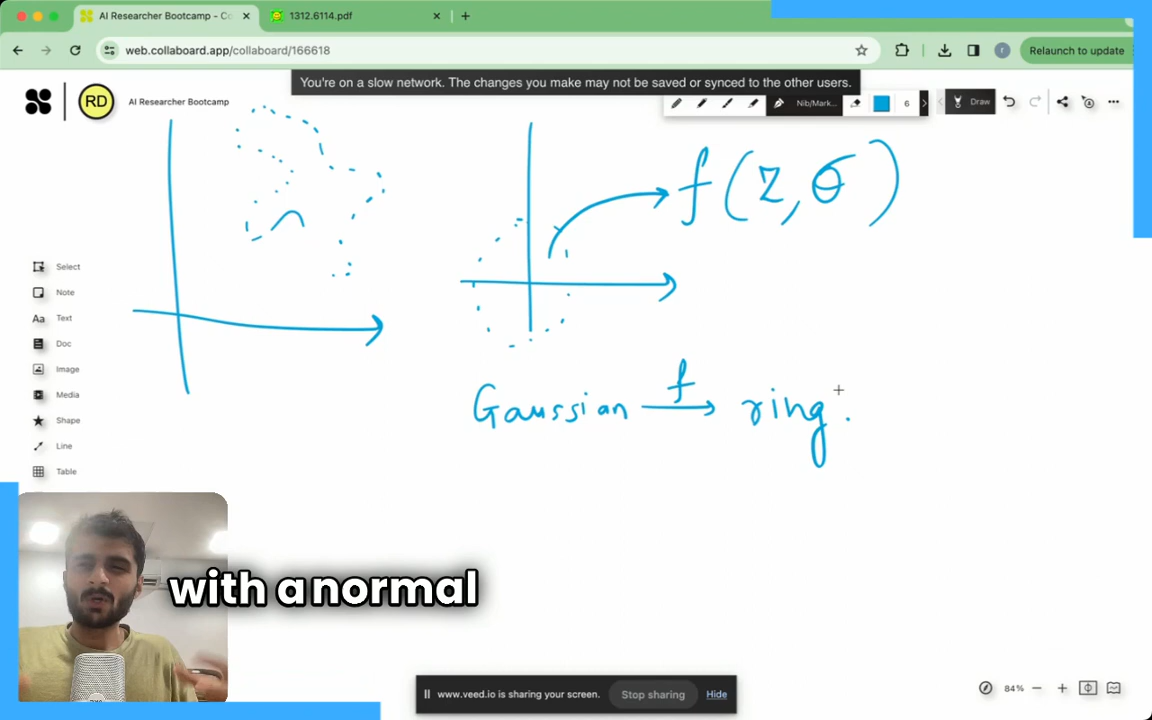 AI Researcher Bootcamp - Co
1312.6114.pdf
web.collaboard.app/collaboard/166618
r
Relaunch to update
You're on a slow network. The changes you make may not be saved or synced to the other users.
RD
AI Researcher Bootcamp
Nib/Mark...
6
Draw
f(z, σ)
Select
Note
Aa Text
Doc
Image
Media
Shape
Line
Table
f
Gaussian → ring.
with a normal
www.veed.io is sharing your screen.
Stop sharing
Hide
84%